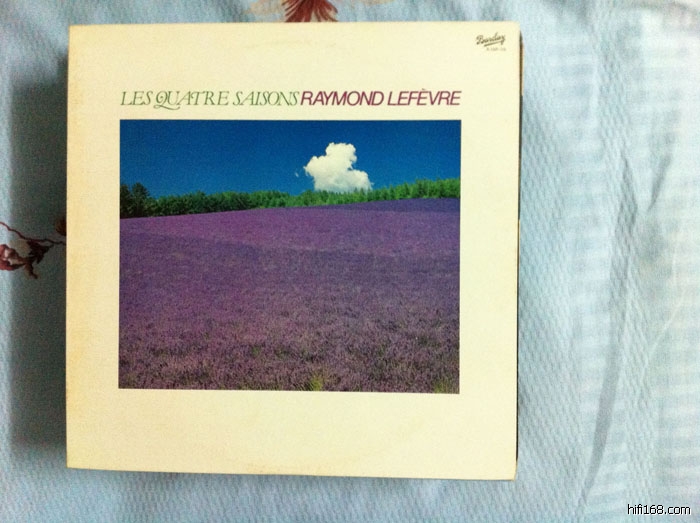 Barclay
LES QUATRE SAISONS RAYMOND LEFÈVRE
hifi168.com